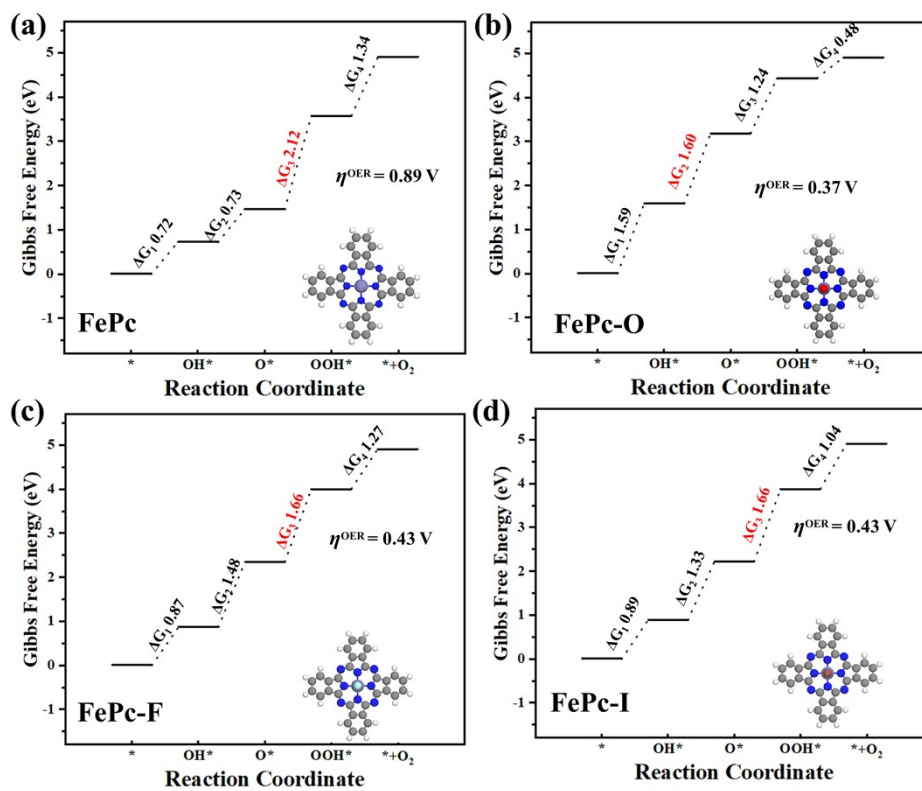 (a)
Gibbs Free Energy (eV)
5
4
3
2
1
0
-1
ΔG₁ 0.72
ΔG₂ 0.73
ΔG₃ 2.12
ΔG₄ 1.34
η^OER = 0.89 V
FePc
* OH* O* OOH* *+O₂
Reaction Coordinate
(b)
Gibbs Free Energy (eV)
5
4
3
2
1
0
-1
ΔG₁ 1.59
ΔG₂ 1.60
ΔG₃ 1.24
ΔG₄ 0.48
η^OER = 0.37 V
FePc-O
* OH* O* OOH* *+O₂
Reaction Coordinate
(c)
Gibbs Free Energy (eV)
5
4
3
2
1
0
-1
ΔG₁ 0.87
ΔG₂ 1.48
ΔG₃ 1.66
ΔG₄ 1.27
η^OER = 0.43 V
FePc-F
* OH* O* OOH* *+O₂
Reaction Coordinate
(d)
Gibbs Free Energy (eV)
5
4
3
2
1
0
-1
ΔG₁ 0.89
ΔG₂ 1.33
ΔG₃ 1.66
ΔG₄ 1.04
η^OER = 0.43 V
FePc-I
* OH* O* OOH* *+O₂
Reaction Coordinate